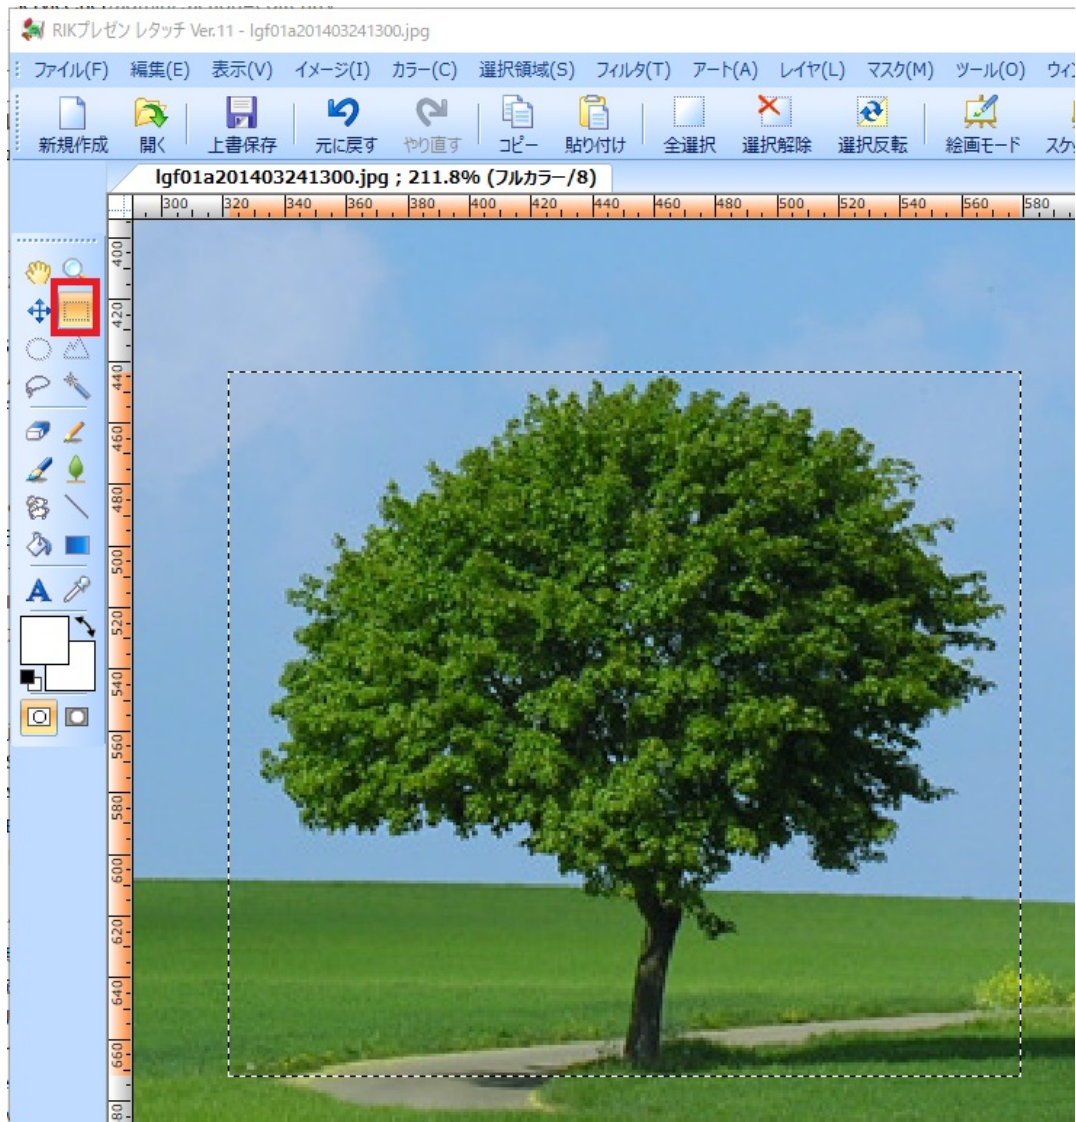 RIKプレゼン レタッチ Ver.11 - lgf01a201403241300.jpg
ファイル(F) 編集(E) 表示(V) イメージ(I) カラー(C) 選択領域(S) フィルタ(T) アート(A) レイヤ(L) マスク(M) ツール(O)
新規作成 開く 上書保存 元に戻す やり直す コピー 貼り付け 全選択 選択解除 選択反転 絵画モード
lgf01a201403241300.jpg ; 211.8% (フルカラー/8)
300 320 340 360 380 400 420 440 460 480 500 520 540 560 580
400
420
440
460
480
500
520
540
560
580
600
620
640
660
A